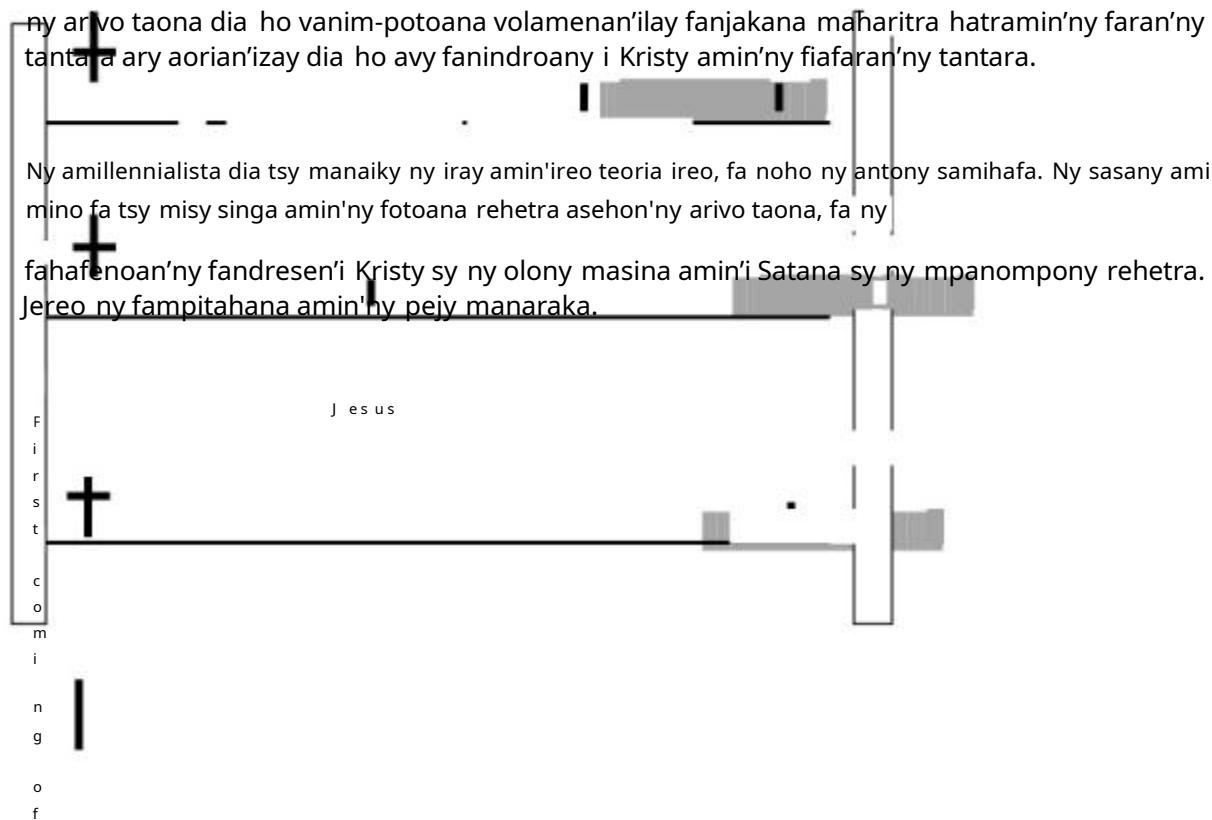 ny arivo taona dia ho vanim-potoana volamenan’ilay fanjakana maharitra hatramin’ny faran’ny
tantara ary aorian’izay dia ho avy fanindroany i Kristy amin’ny fiafaran’ny tantara.
Ny amillennialista dia tsy manaiky ny iray amin'ireo teoria ireo, fa noho ny antony samihafa. Ny sasany ami
mino fa tsy misy singa amin'ny fotoana rehetra asehon'ny arivo taona, fa ny
fahafenoan’ny fandresen’i Kristy sy ny olony masina amin’i Satana sy ny mpanompony rehetra.
Jereo ny fampitahana amin'ny pejy manaraka.
Jesus
First coming of